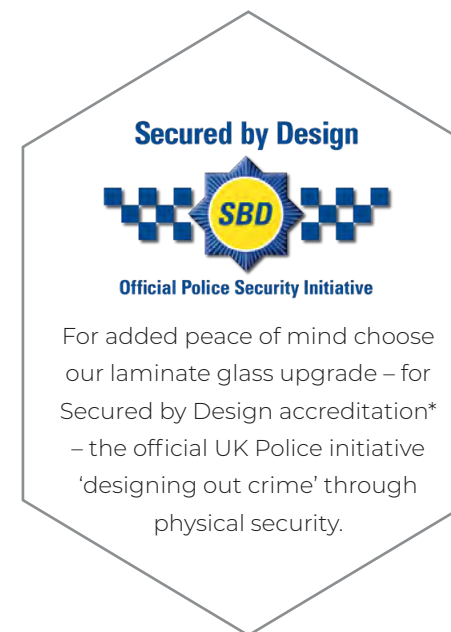 Secured by Design
SBD
Official Police Security Initiative
For added peace of mind choose
our laminate glass upgrade – for
Secured by Design accreditation*
– the official UK Police initiative
‘designing out crime’ through
physical security.